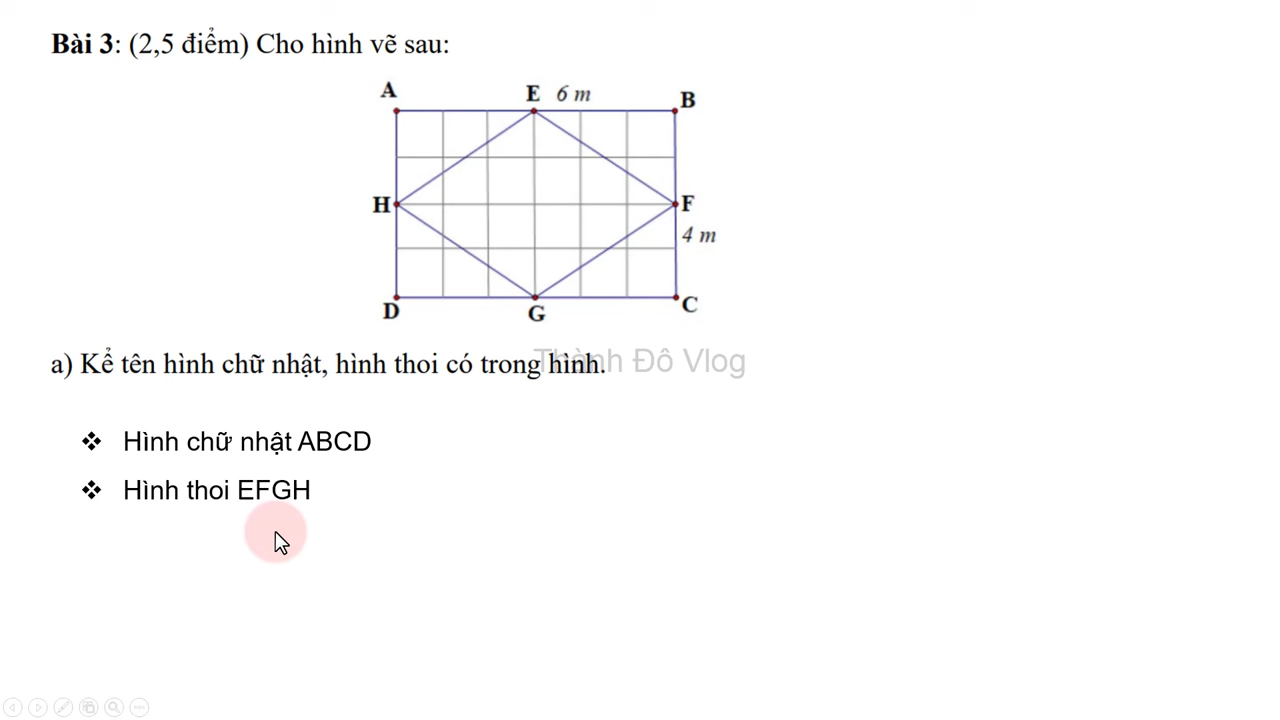 Bài 3: (2,5 điểm) Cho hình vẽ sau:
A
E 6 m
B
H
F
4 m
D
G
C
a) Kể tên hình chữ nhật, hình thoi có trong hình.
Thành Đô Vlog
❖ Hình chữ nhật ABCD
❖ Hình thoi EFGH